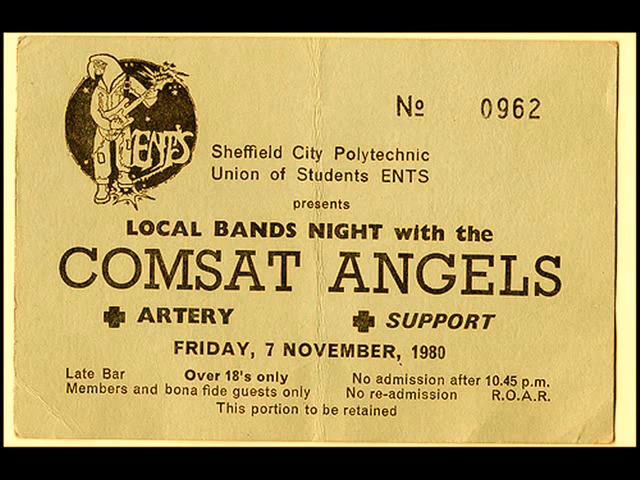 ENTS
Nº 0962
Sheffield City Polytechnic
Union of Students ENTS
presents
LOCAL BANDS NIGHT with the
COMSAT ANGELS
✚ ARTERY ✚ SUPPORT
FRIDAY, 7 NOVEMBER, 1980
Late Bar Over 18's only No admission after 10.45 p.m.
Members and bona fide guests only No re-admission R.O.A.R.
This portion to be retained